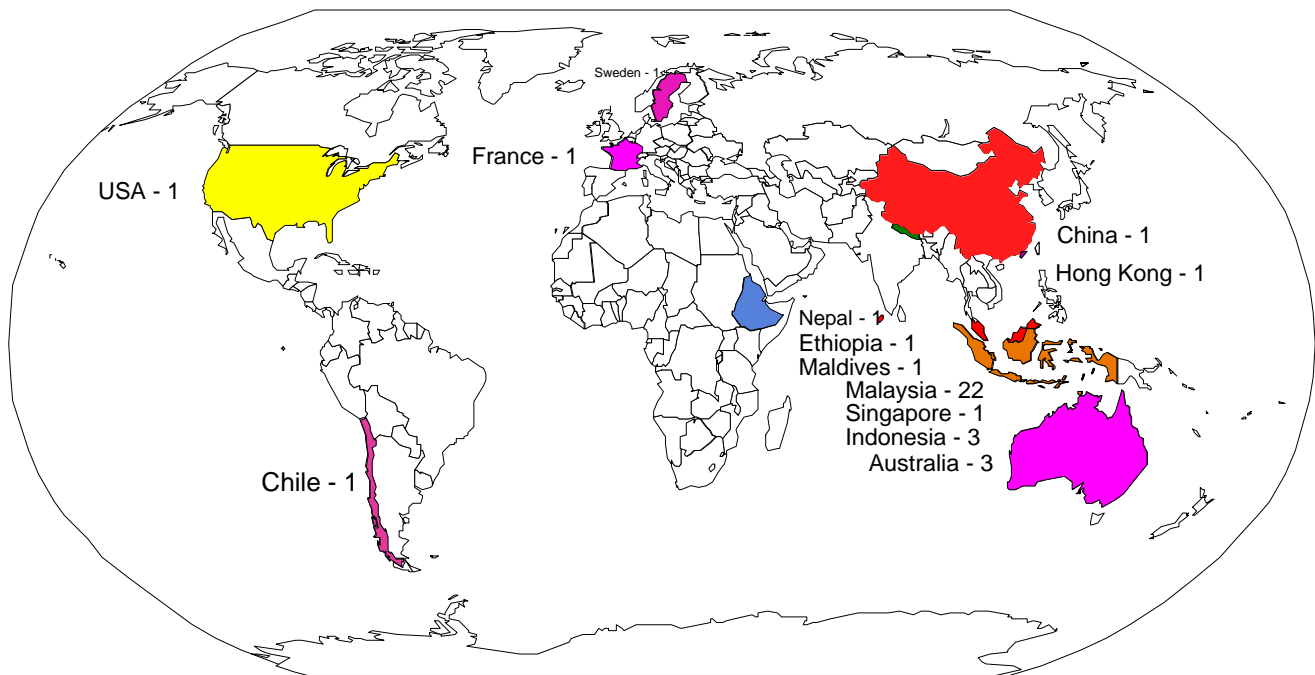 Sweden - 1
France - 1
USA - 1
China - 1
Hong Kong - 1
Nepal - 1
Ethiopia - 1
Maldives - 1
Malaysia - 22
Singapore - 1
Indonesia - 3
Australia - 3
Chile - 1